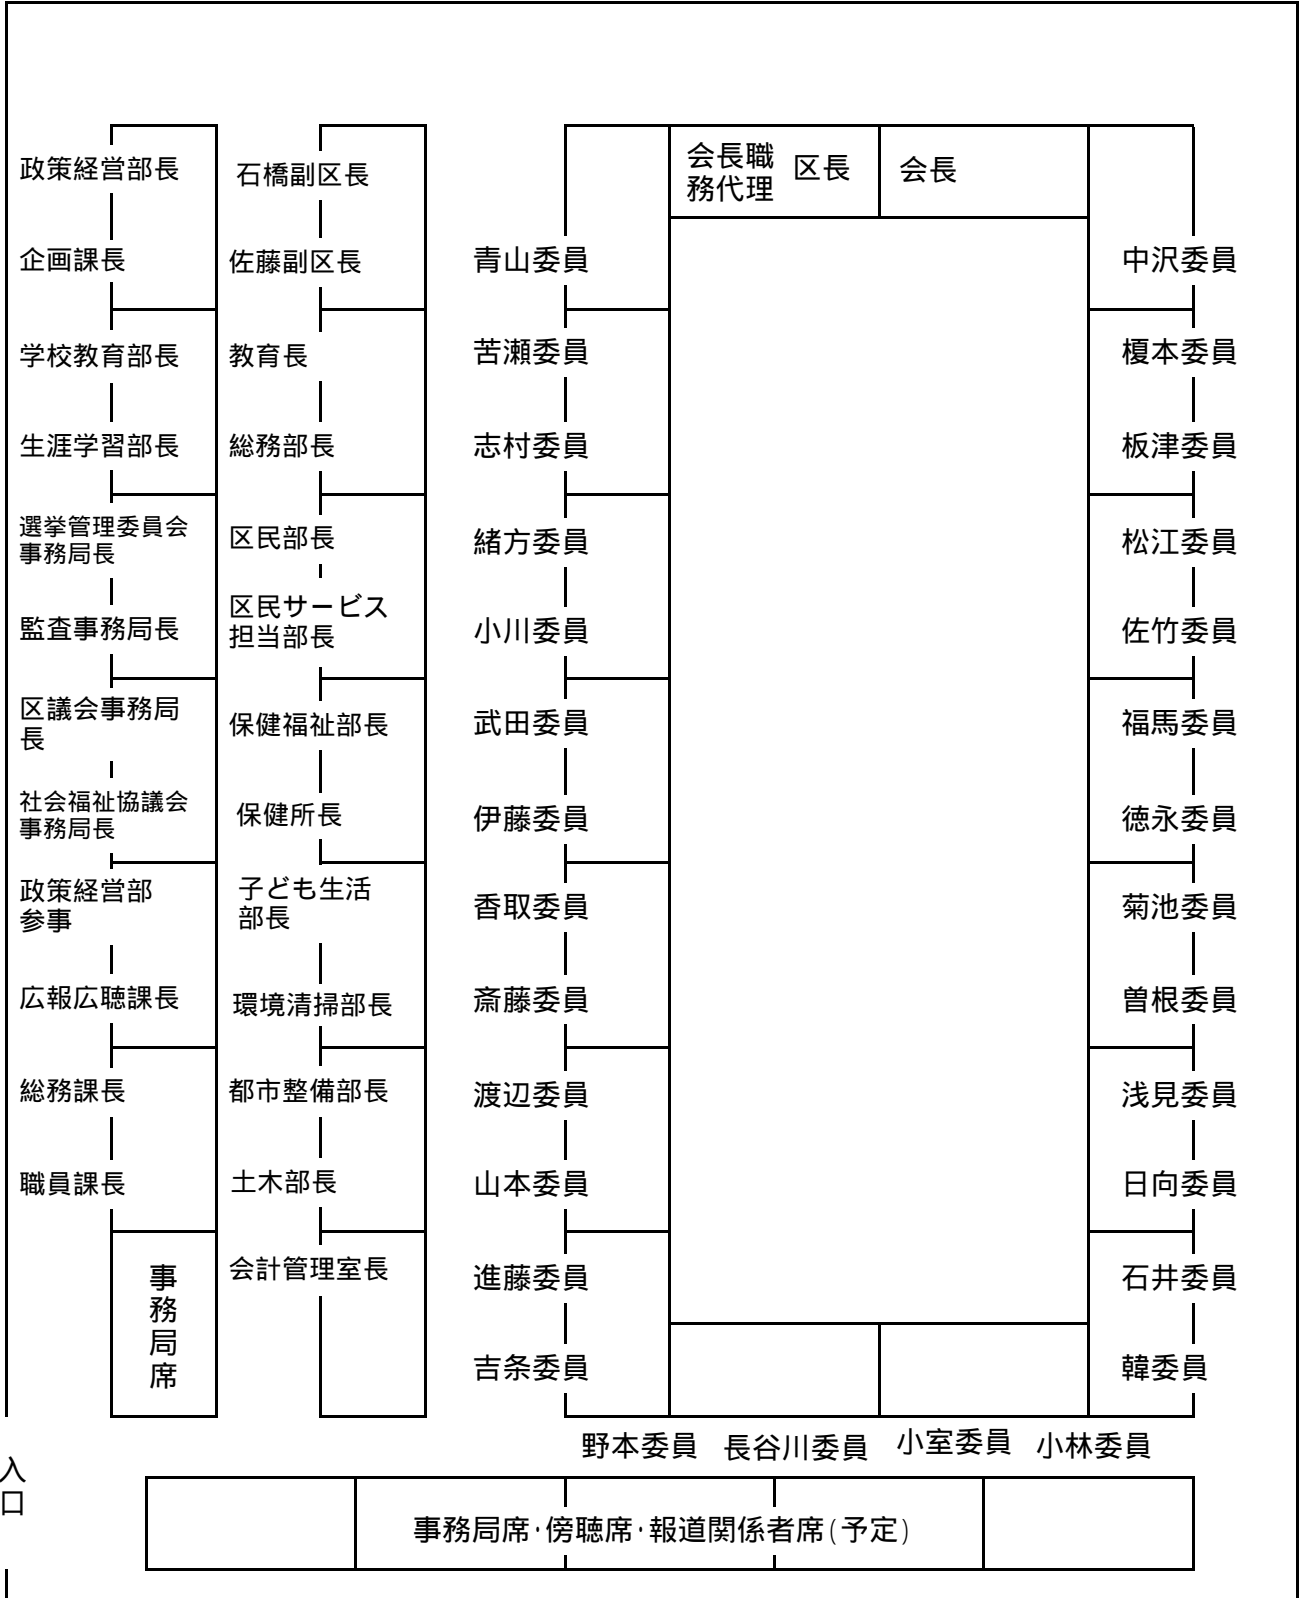 会長職
務代理
区長
会長
政策経営部長
企画課長
学校教育部長
生涯学習部長
選挙管理委員会
事務局長
監査事務局長
区議会事務局
長
社会福祉協議会
事務局長
政策経営部
参事
広報広聴課長
総務課長
職員課長
事務局席
石橋副区長
佐藤副区長
教育長
総務部長
区民部長
区民サービス
担当部長
保健福祉部長
保健所長
子ども生活
部長
環境清掃部長
都市整備部長
土木部長
会計管理室長
青山委員
苦瀬委員
志村委員
緒方委員
小川委員
武田委員
伊藤委員
香取委員
斎藤委員
渡辺委員
山本委員
進藤委員
吉条委員
中沢委員
榎本委員
板津委員
松江委員
佐竹委員
福馬委員
徳永委員
菊池委員
曽根委員
浅見委員
日向委員
石井委員
韓委員
野本委員
長谷川委員
小室委員
小林委員
入口
事務局席・傍聴席・報道関係者席(予定)